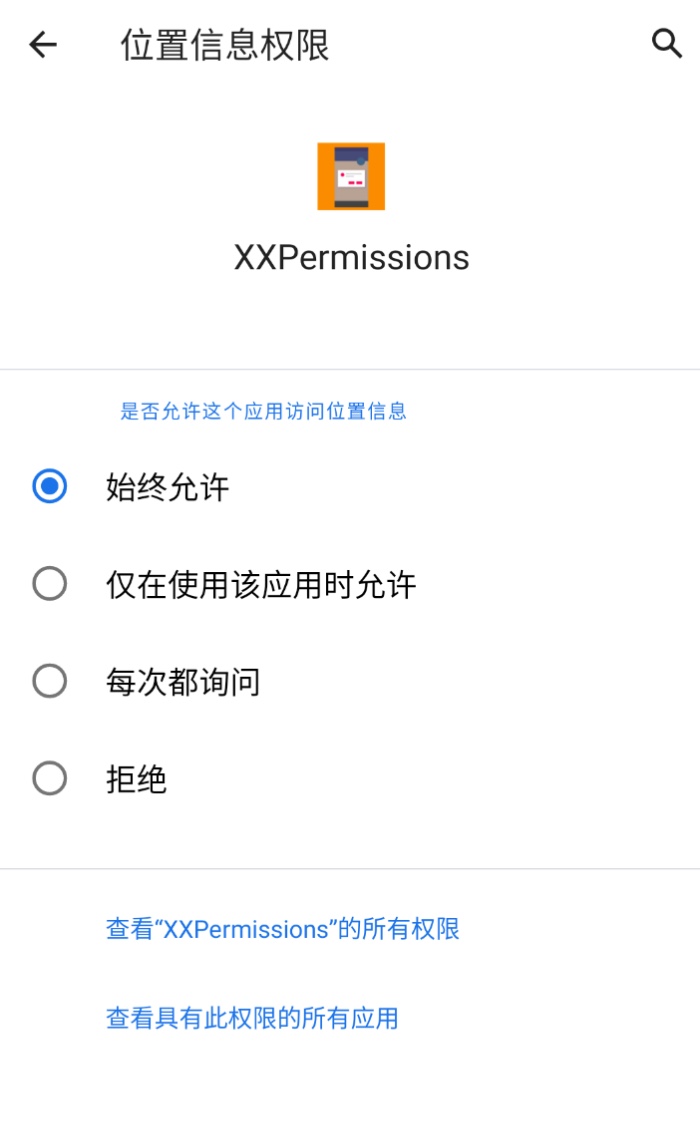 位置信息权限
XXPermissions
是否允许这个应用访问位置信息
始终允许
仅在使用该应用时允许
每次都询问
拒绝
查看“XXPermissions”的所有权限
查看具有此权限的所有应用